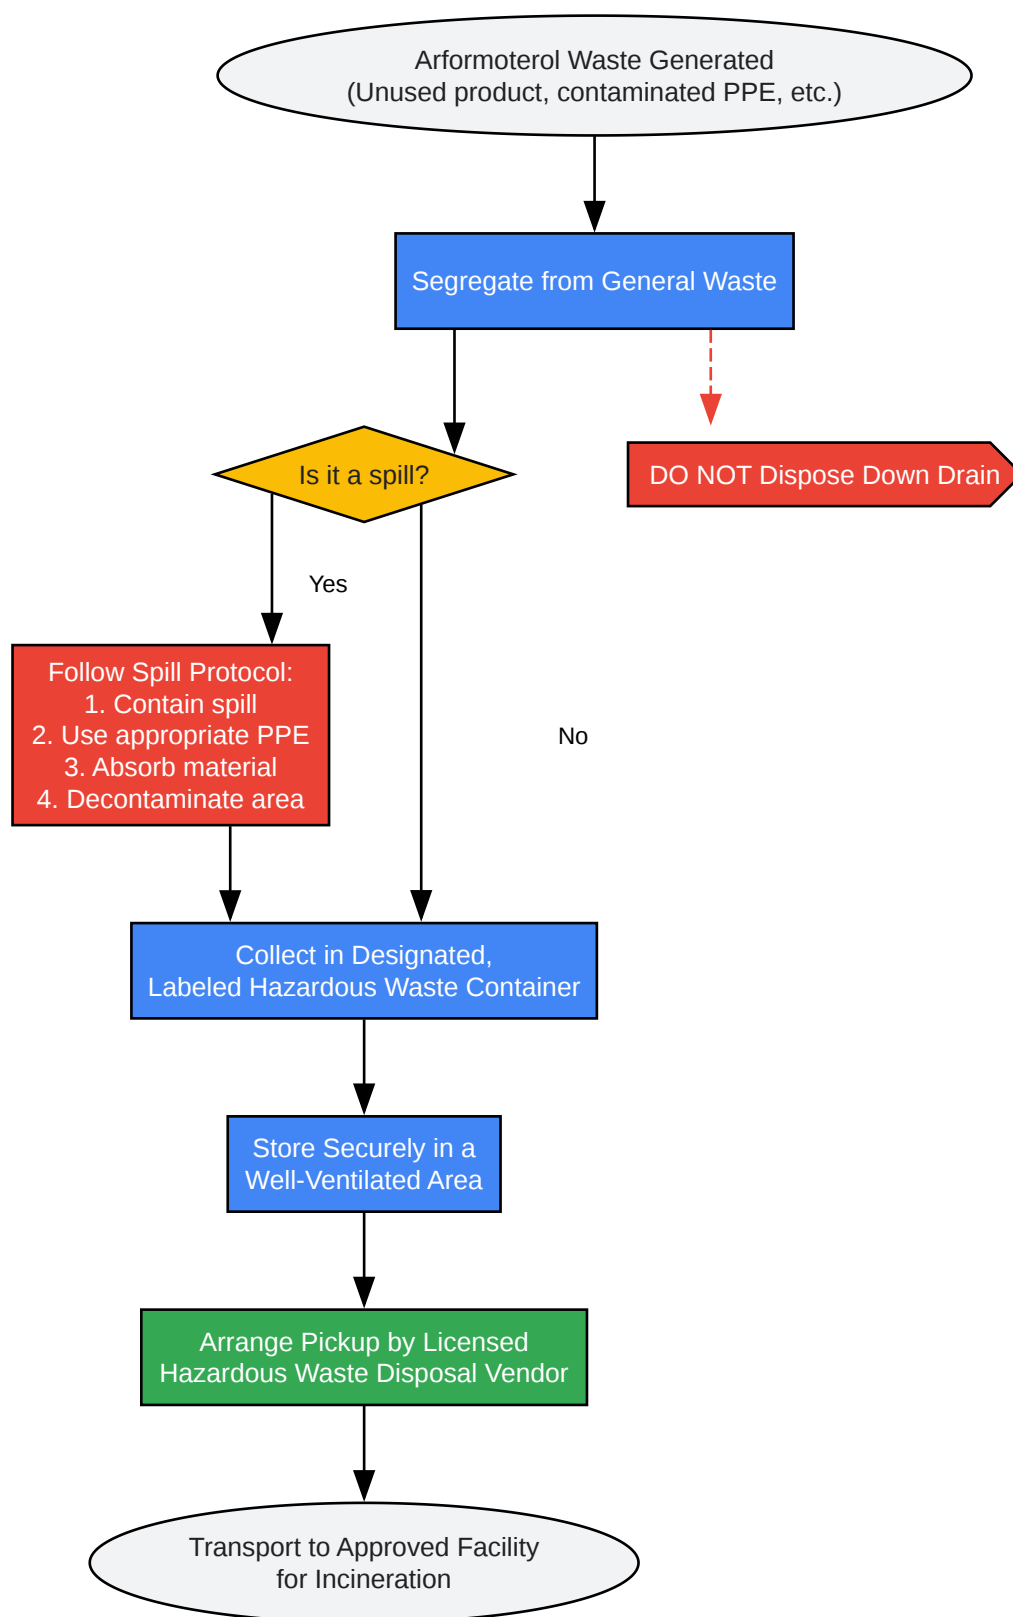 Arformoterol Waste Generated
(Unused product, contaminated PPE, etc.)
Segregate from General Waste
Is it a spill?
DO NOT Dispose Down Drain
Yes
Follow Spill Protocol:
1. Contain spill
2. Use appropriate PPE
3. Absorb material
4. Decontaminate area
No
Collect in Designated,
Labeled Hazardous Waste Container
Store Securely in a
Well-Ventilated Area
Arrange Pickup by Licensed
Hazardous Waste Disposal Vendor
Transport to Approved Facility
for Incineration